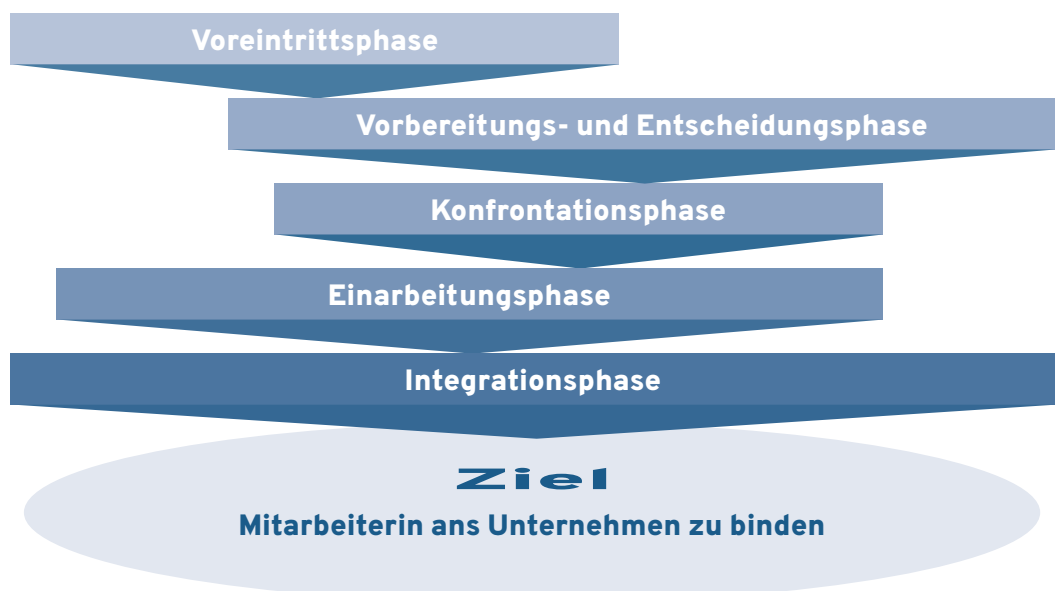 Voreintrittsphase
Vorbereitungs- und Entscheidungsphase
Konfrontationsphase
Einarbeitungsphase
Integrationsphase
Ziel
Mitarbeiterin ans Unternehmen zu binden